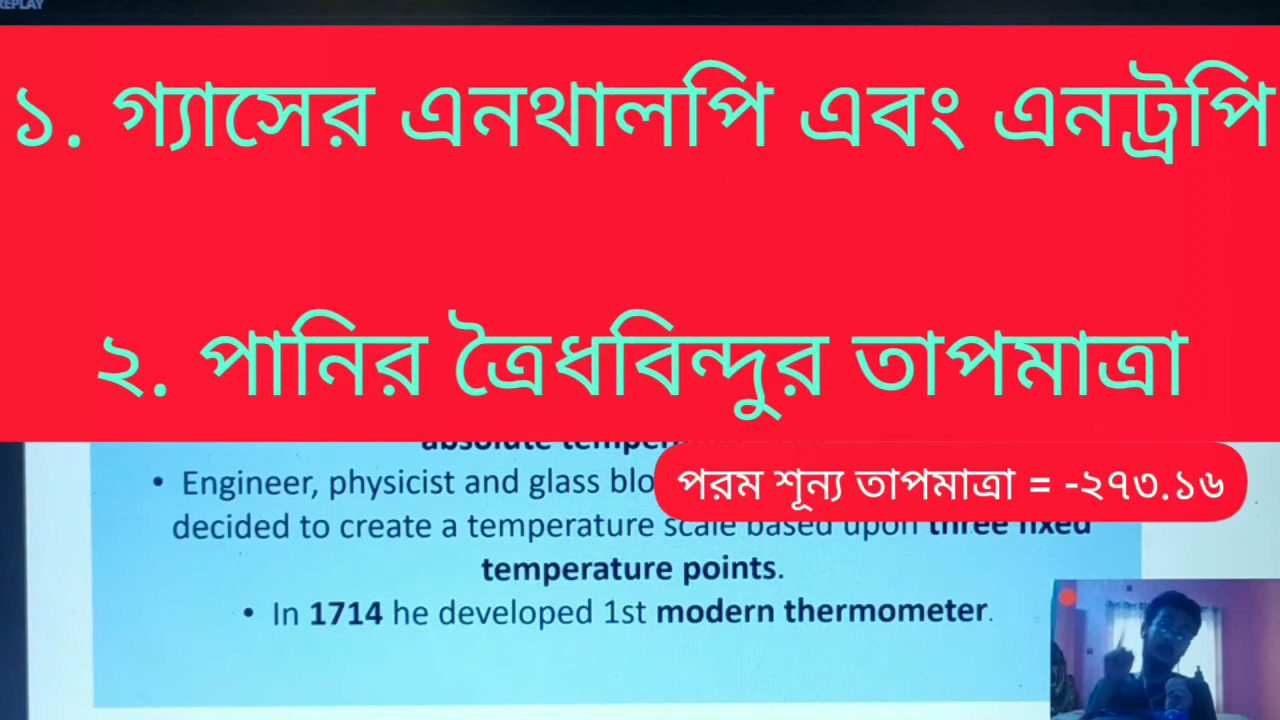 REPLAY
১. গ্যাসের এনথালপি এবং এনট্রপি
২. পানির ত্রৈধবিন্দুর তাপমাত্রা
absolute
• Engineer, physicist and glass
পরম শূন্য তাপমাত্রা = -২৭৩.১৬
decided to create a temperature scale based upon three fixed
temperature points.
• In 1714 he developed 1st modern thermometer.